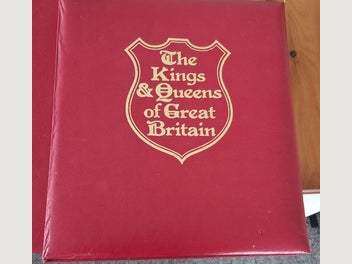 The
Kings
& Queens
of Great
Britain